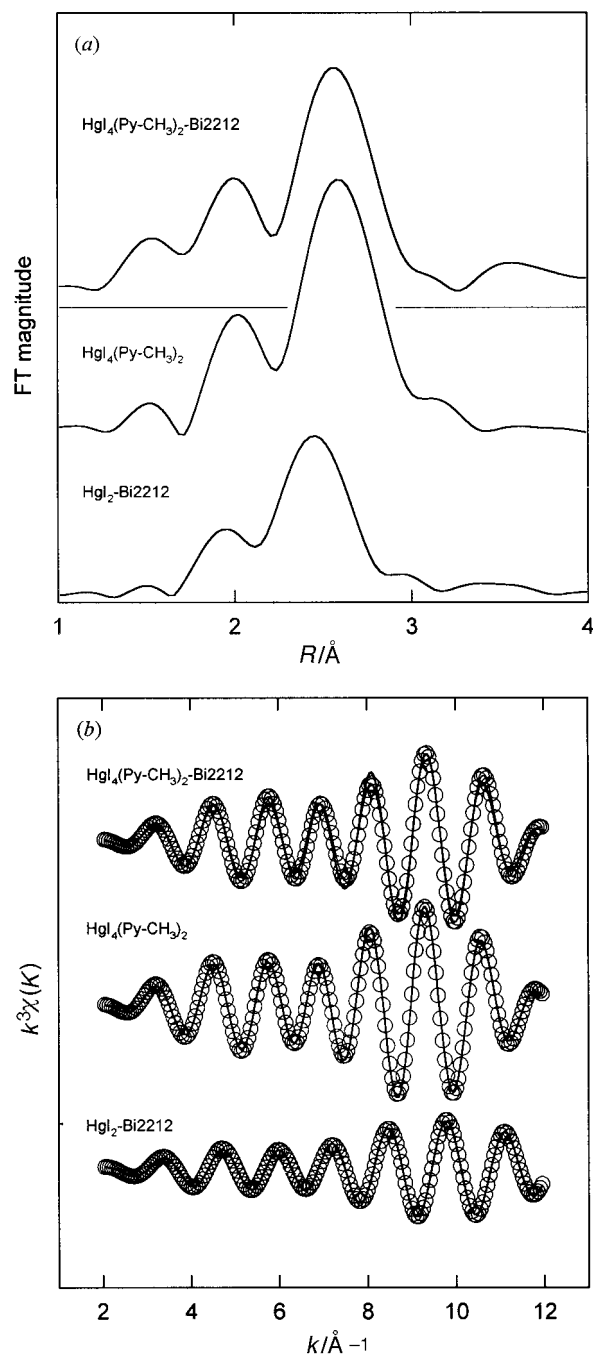 (a)
HgI₄(Py-CH₃)₂-Bi2212
HgI₄(Py-CH₃)₂
HgI₂-Bi2212
FT magnitude
1 2 3 4
R/Å
(b)
HgI₄(Py-CH₃)₂-Bi2212
HgI₄(Py-CH₃)₂
HgI₂-Bi2212
k³χ(K)
2 4 6 8 10 12
k/Å −1